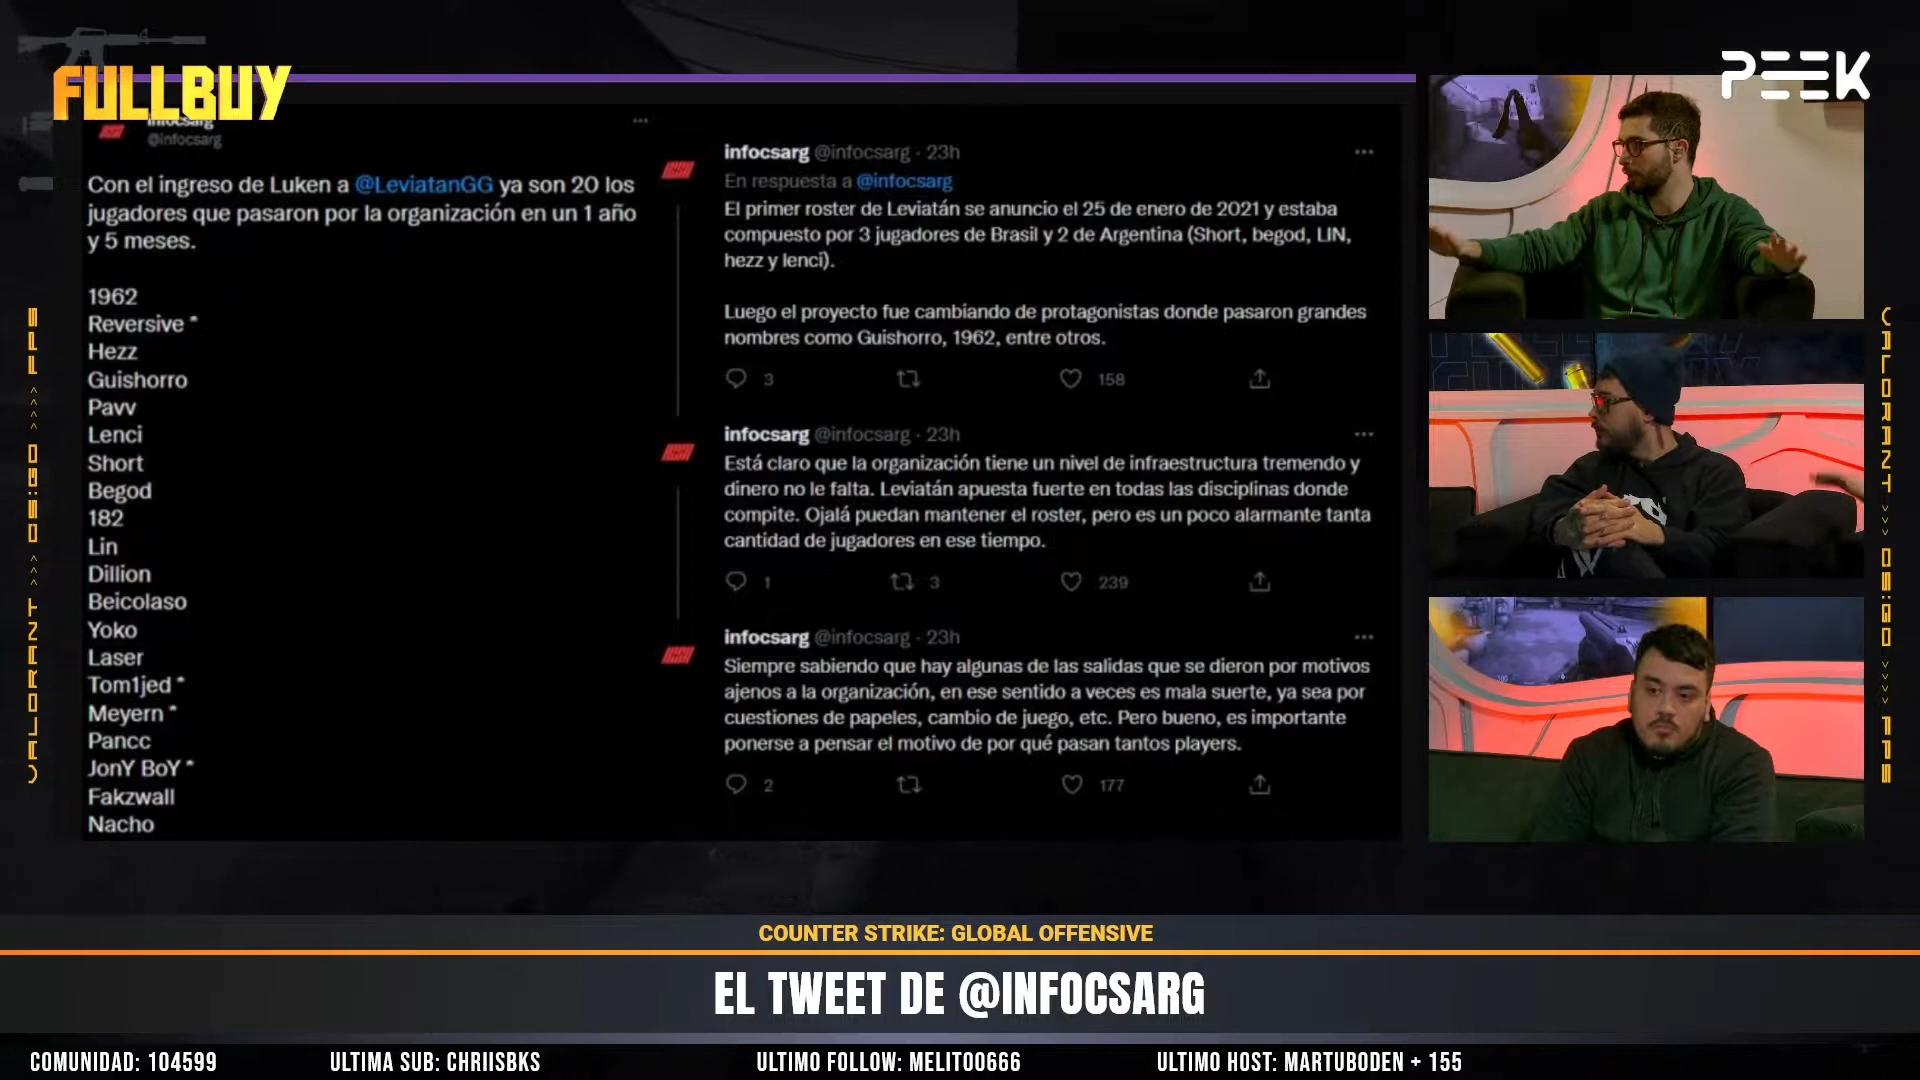 FULLBUY
PEEK
infocsarg
@infocsarg
Con el ingreso de Luken a @LeviatanGG ya son 20 los
jugadores que pasaron por la organización en un 1 año
y 5 meses.
1962
Reversive *
Hezz
Guishorro
Pavv
Lenci
Short
Begod
182
Lin
Dillion
Beicolaso
Yoko
Laser
Tom1jed *
Meyern *
Pancc
JonY BoY *
Fakzwall
Nacho
infocsarg @infocsarg · 23h
En respuesta a @infocsarg
El primer roster de Leviatán se anuncio el 25 de enero de 2021 y estaba
compuesto por 3 jugadores de Brasil y 2 de Argentina (Short, begod, LIN,
hezz y lenci).
Luego el proyecto fue cambiando de protagonistas donde pasaron grandes
nombres como Guishorro, 1962, entre otros.
3 158
infocsarg @infocsarg · 23h
Está claro que la organización tiene un nivel de infraestructura tremendo y
dinero no le falta. Leviatán apuesta fuerte en todas las disciplinas donde
compite. Ojalá puedan mantener el roster, pero es un poco alarmante tanta
cantidad de jugadores en ese tiempo.
1 3 239
infocsarg @infocsarg · 23h
Siempre sabiendo que hay algunas de las salidas que se dieron por motivos
ajenos a la organización, en ese sentido a veces es mala suerte, ya sea por
cuestiones de papeles, cambio de juego, etc. Pero bueno, es importante
ponerse a pensar el motivo de por qué pasan tantos players.
2 177
VALORANT >>> CS:GO >>>> FPS
VALORANT >>> CS:GO >>>> FPS
COUNTER STRIKE: GLOBAL OFFENSIVE
EL TWEET DE @INFOCSARG
COMUNIDAD: 104599 ULTIMA SUB: CHRIISBKS ULTIMO FOLLOW: MELITO0666 ULTIMO HOST: MARTUBODEN + 155